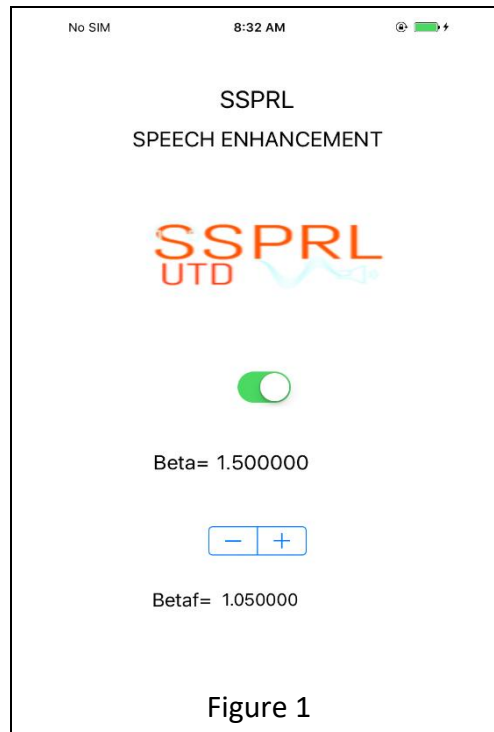 No SIM 8:32 AM
SSPRL
SPEECH ENHANCEMENT
SSPRL
UTD
Beta= 1.500000
− +
Betaf= 1.050000
Figure 1